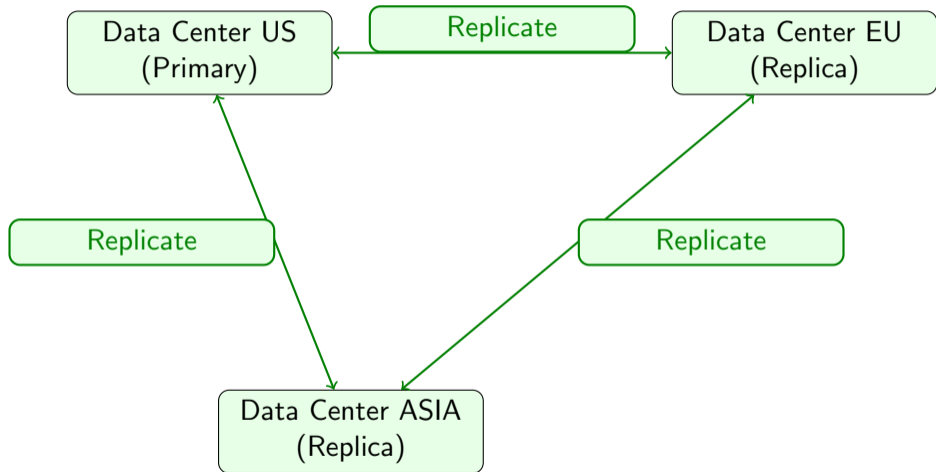 Data Center US
(Primary)
Replicate
Data Center EU
(Replica)
Replicate
Replicate
Data Center ASIA
(Replica)